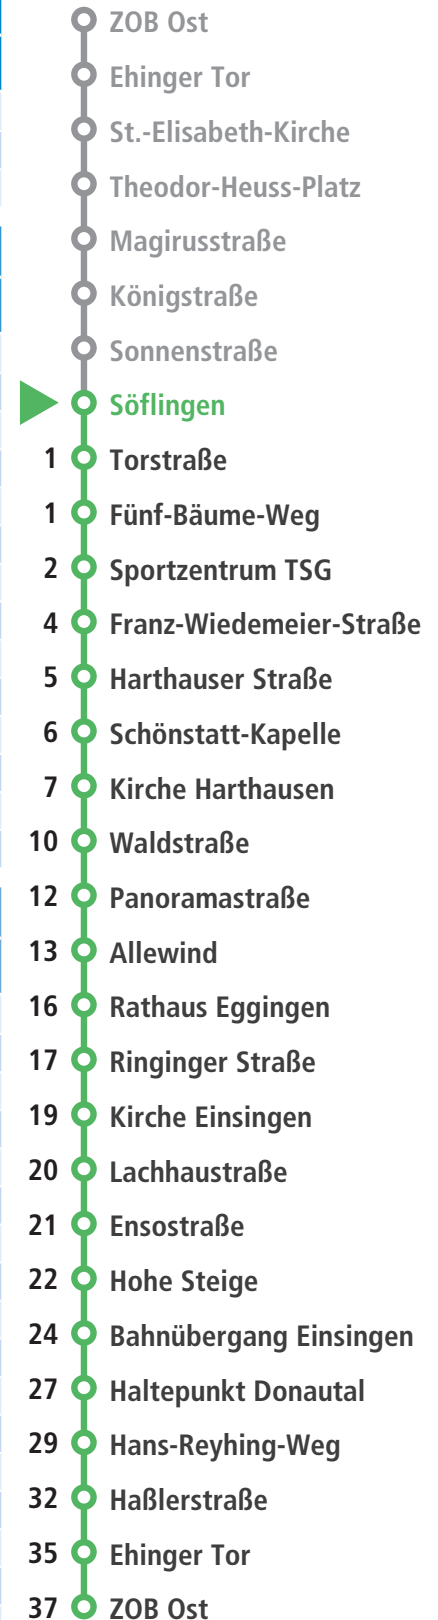 ZOB Ost
Ehinger Tor
St.-Elisabeth-Kirche
Theodor-Heuss-Platz
Magirusstraße
Königstraße
Sonnenstraße
Söflingen
1 Torstraße
1 Fünf-Bäume-Weg
2 Sportzentrum TSG
4 Franz-Wiedemeier-Straße
5 Harthauser Straße
6 Schönstatt-Kapelle
7 Kirche Harthausen
10 Waldstraße
12 Panoramastraße
13 Allewind
16 Rathaus Eggingen
17 Ringinger Straße
19 Kirche Einsingen
20 Lachhaustraße
21 Ensostraße
22 Hohe Steige
24 Bahnübergang Einsingen
27 Haltepunkt Donautal
29 Hans-Reyhing-Weg
32 Haßlerstraße
35 Ehinger Tor
37 ZOB Ost